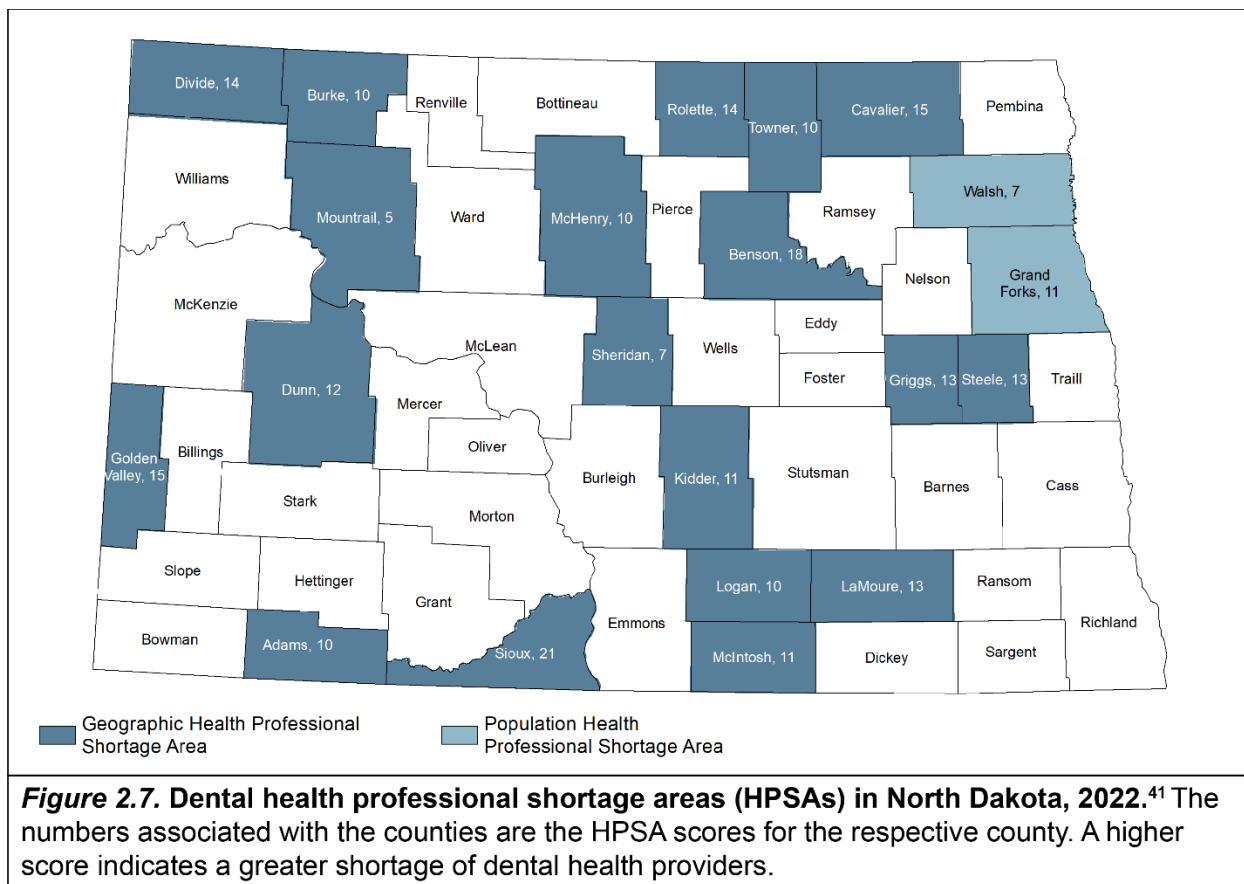 Divide, 14
Burke, 10
Renville
Bottineau
Rolette, 14
Towner, 10
Cavalier, 15
Pembina
Williams
Mountrail, 5
Ward
McHenry, 10
Pierce
Benson, 18
Ramsey
Walsh, 7
Nelson
Grand
Forks, 11
McKenzie
Dunn, 12
McLean
Mercer
Oliver
Sheridan, 7
Wells
Eddy
Foster
Griggs, 13
Steele, 13
Traill
Golden
Valley, 15
Billings
Stark
Morton
Burleigh
Kidder, 11
Stutsman
Barnes
Cass
Slope
Hettinger
Grant
Bowman
Adams, 10
Sioux, 21
Emmons
Logan, 10
LaMoure, 13
Ransom
Richland
McIntosh, 11
Dickey
Sargent
Geographic Health Professional
Shortage Area
Population Health
Professional Shortage Area
Figure 2.7. Dental health professional shortage areas (HPSAs) in North Dakota, 2022.⁴¹ The
numbers associated with the counties are the HPSA scores for the respective county. A higher
score indicates a greater shortage of dental health providers.